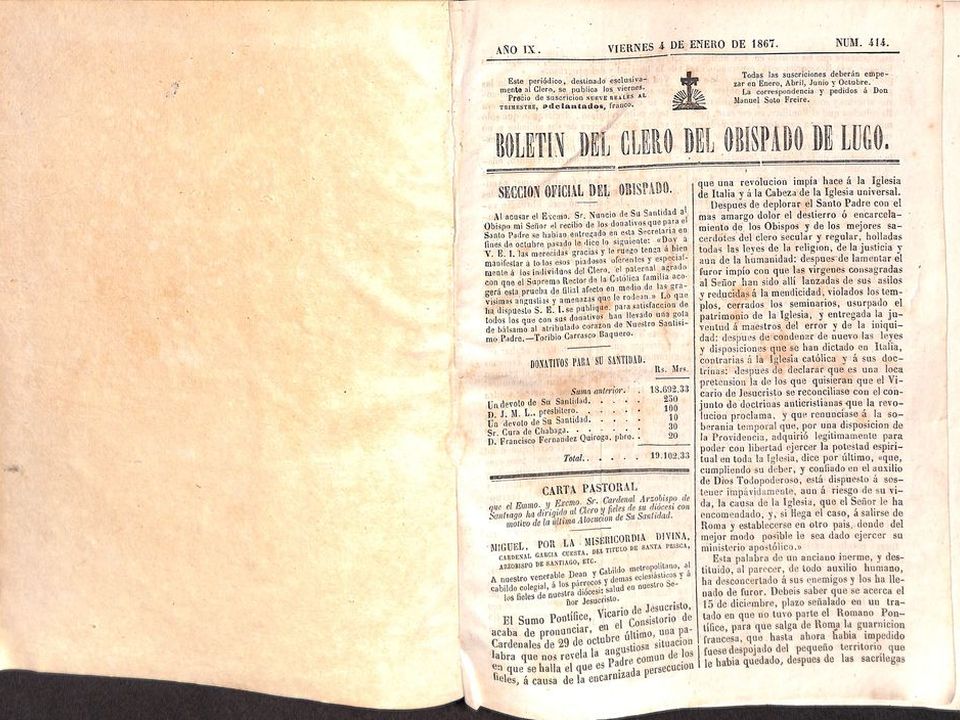 AÑO IX. VIERNES 4 DE ENERO DE 1867. NUM. 414.
Este periódico, destinado esclusiva-
mente al Clero, se publica los viernes.
Precio de suscricion NUEVE REALES AL
TRIMESTRE, adelantados, franco.
Todas las suscriciones deberán empe-
zar en Enero, Abril, Junio y Octubre.
La correspondencia y pedidos á Don
Manuel Soto Freire.
BOLETIN DEL CLERO DEL OBISPADO DE LUGO.
SECCION OFICIAL DEL OBISPADO.
Al acusar el Excmo. Sr. Nuncio de Su Santidad al
Obispo mi Señor el recibo de los donativos que para el
Santo Padre se habian entregado en esta Secretaria en
fines de octubre pasado le dice lo siguiente: «Doy á
V. E. I. las merecidas gracias y le ruego tenga á bien
manifestar a todos esos piadosos oferentes y especial-
mente á los individuos del Clero, el paternal agrado
con que el Supremo Rector de la Católica familia aco-
gerá esta prueba de filial afecto en medio de las gra-
vísimas angustias y amenazas que le rodean.» Lo que
ha dispuesto S. E. I. se publique, para satisfaccion de
todos los que con sus donativos han llevado una gota
de bálsamo al atribulado corazon de Nuestro Santísi-
mo Padre.—Toribio Carrasco Baquero.
DONATIVOS PARA SU SANTIDAD.
Rs. Mrs.
Suma anterior. . 18.692,33
Un devoto de Su Santidad. . . . . . 250
D. J. M. L., presbítero. . . . . . . 100
Un devoto de Su Santidad. . . . . . 10
Sr. Cura de Chabaga. . . . . . . . 30
D. Francisco Fernandez Quiroga, pbro. . . 20
Total. . . . . . 19.102,33
CARTA PASTORAL
que el Emmo. y Excmo. Sr. Cardenal Arzobispo de
Santiago ha dirigido al Clero y fieles de su diócesi con
motivo de la última Alocucion de Su Santidad.
MIGUEL, POR LA MISERICORDIA DIVINA,
CARDENAL GARCIA CUESTA, DEL TITULO DE SANTA PRISCA,
ARZOBISPO DE SANTIAGO, ETC.
A nuestro venerable Dean y Cabildo metropolitano, al
cabildo colegial, á los párrocos y demas eclesiásticos y á
los fieles de nuestra diócesi: salud en nuestro Se-
ñor Jesucristo.
El Sumo Pontífice, Vicario de Jesucristo,
acaba de pronunciar, en el Consistorio de
Cardenales de 29 de octubre último, una pa-
labra que nos revela la angustiosa situacion
en que se halla el que es Padre comun de los
fieles, á causa de la encarnizada persecucion
que una revolucion impía hace á la Iglesia
de Italia y á la Cabeza de la Iglesia universal.
Despues de deplorar el Santo Padre con el
mas amargo dolor el destierro ó encarcela-
miento de los Obispos y de los mejores sa-
cerdotes del clero secular y regular, holladas
todas las leyes de la religion, de la justicia y
aun de la humanidad: despues de lamentar el
furor impío con que las vírgenes consagradas
al Señor han sido allí lanzadas de sus asilos
y reducidas á la mendicidad, violados los tem-
plos, cerrados los seminarios, usurpado el
patrimonio de la Iglesia, y entregada la ju-
ventud á maestros del error y de la iniqui-
dad: despues de condenar de nuevo las leyes
y disposiciones que se han dictado en Italia,
contrarias á la Iglesia católica y á sus doc-
trinas: despues de declarar que es una loca
pretension la de los que quisieran que el Vi-
cario de Jesucristo se reconciliase con el con-
junto de doctrinas anticristianas que la revo-
lucion proclama, y que renunciase á la so-
berania temporal que, por una disposicion de
la Providencia, adquirió legitimamente para
poder con libertad ejercer la potestad espiri-
tual en toda la Iglesia, dice por último, «que,
cumpliendo su deber, y confiado en el auxilio
de Dios Todopoderoso, está dispuesto á sos-
tener impávidamente, aun á riesgo de su vi-
da, la causa de la Iglesia, que el Señor le ha
encomendado, y, si llega el caso, á salirse de
Roma y establecerse en otro pais, donde del
mejor modo posible le sea dado ejercer su
ministerio apostólico.»
Esta palabra de un anciano inerme, y des-
tituido, al parecer, de todo auxilio humano,
ha desconcertado á sus enemigos y los ha lle-
nado de furor. Debeis saber que se acerca el
15 de diciembre, plazo señalado en un tra-
tado en que no tuvo parte el Romano Pon-
tífice, para que salga de Roma la guarnicion
francesa, que hasta ahora habia impedido
fuese despojado del pequeño territorio que
le habia quedado, despues de las sacrílegas